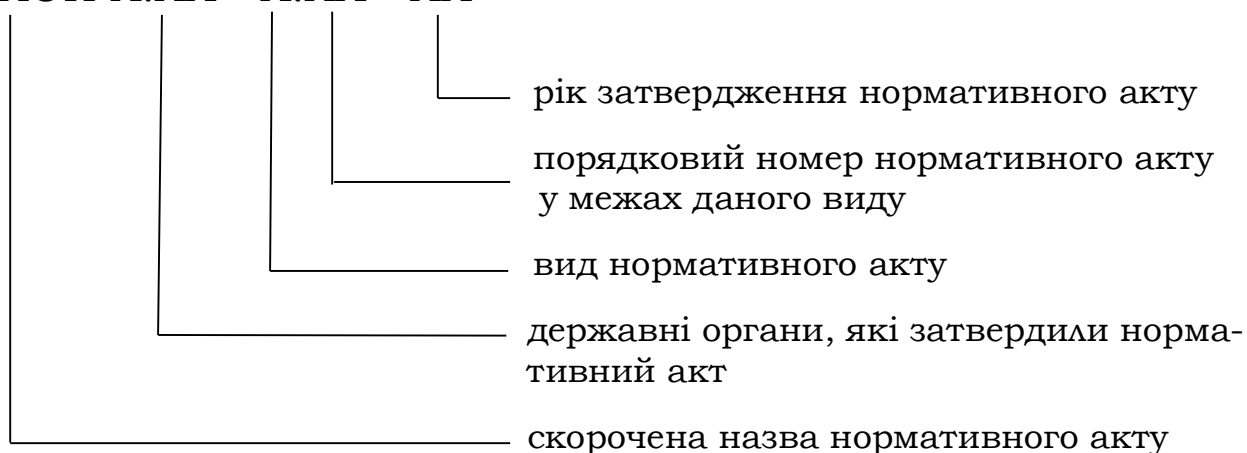 рік затвердження нормативного акту
порядковий номер нормативного акту
у межах даного виду
вид нормативного акту
державні органи, які затвердили норма-
тивний акт
скорочена назва нормативного акту